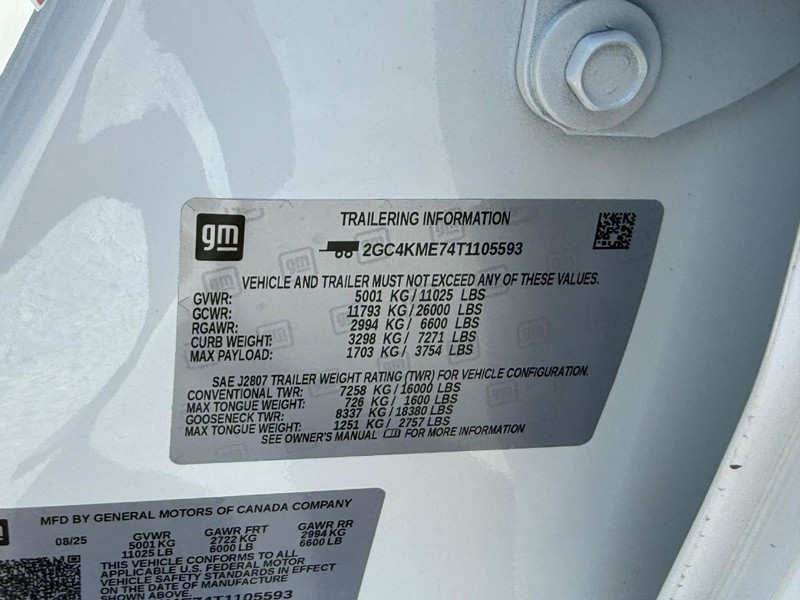 gm
TRAILERING INFORMATION
2GC4KME74T1105593
VEHICLE AND TRAILER MUST NOT EXCEED ANY OF THESE VALUES.
GVWR: 5001 KG / 11025 LBS
GCWR: 11793 KG / 26000 LBS
RGAWR: 2994 KG / 6600 LBS
CURB WEIGHT: 3298 KG / 7271 LBS
MAX PAYLOAD: 1703 KG / 3754 LBS
SAE J2807 TRAILER WEIGHT RATING (TWR) FOR VEHICLE CONFIGURATION.
CONVENTIONAL TWR: 7258 KG / 16000 LBS
MAX TONGUE WEIGHT: 726 KG / 1600 LBS
GOOSENECK TWR: 8337 KG / 18380 LBS
MAX TONGUE WEIGHT: 1251 KG / 2757 LBS
SEE OWNER'S MANUAL FOR MORE INFORMATION
MFD BY GENERAL MOTORS OF CANADA COMPANY
08/25 GVWR GAWR FRT GAWR RR
5001 KG 2722 KG 2994 KG
11025 LB 6000 LB 6600 LB
THIS VEHICLE CONFORMS TO ALL
APPLICABLE U.S. FEDERAL MOTOR
VEHICLE SAFETY STANDARDS IN EFFECT
ON THE DATE OF MANUFACTURE
SHOWN ABOVE.
4KME74T1105593